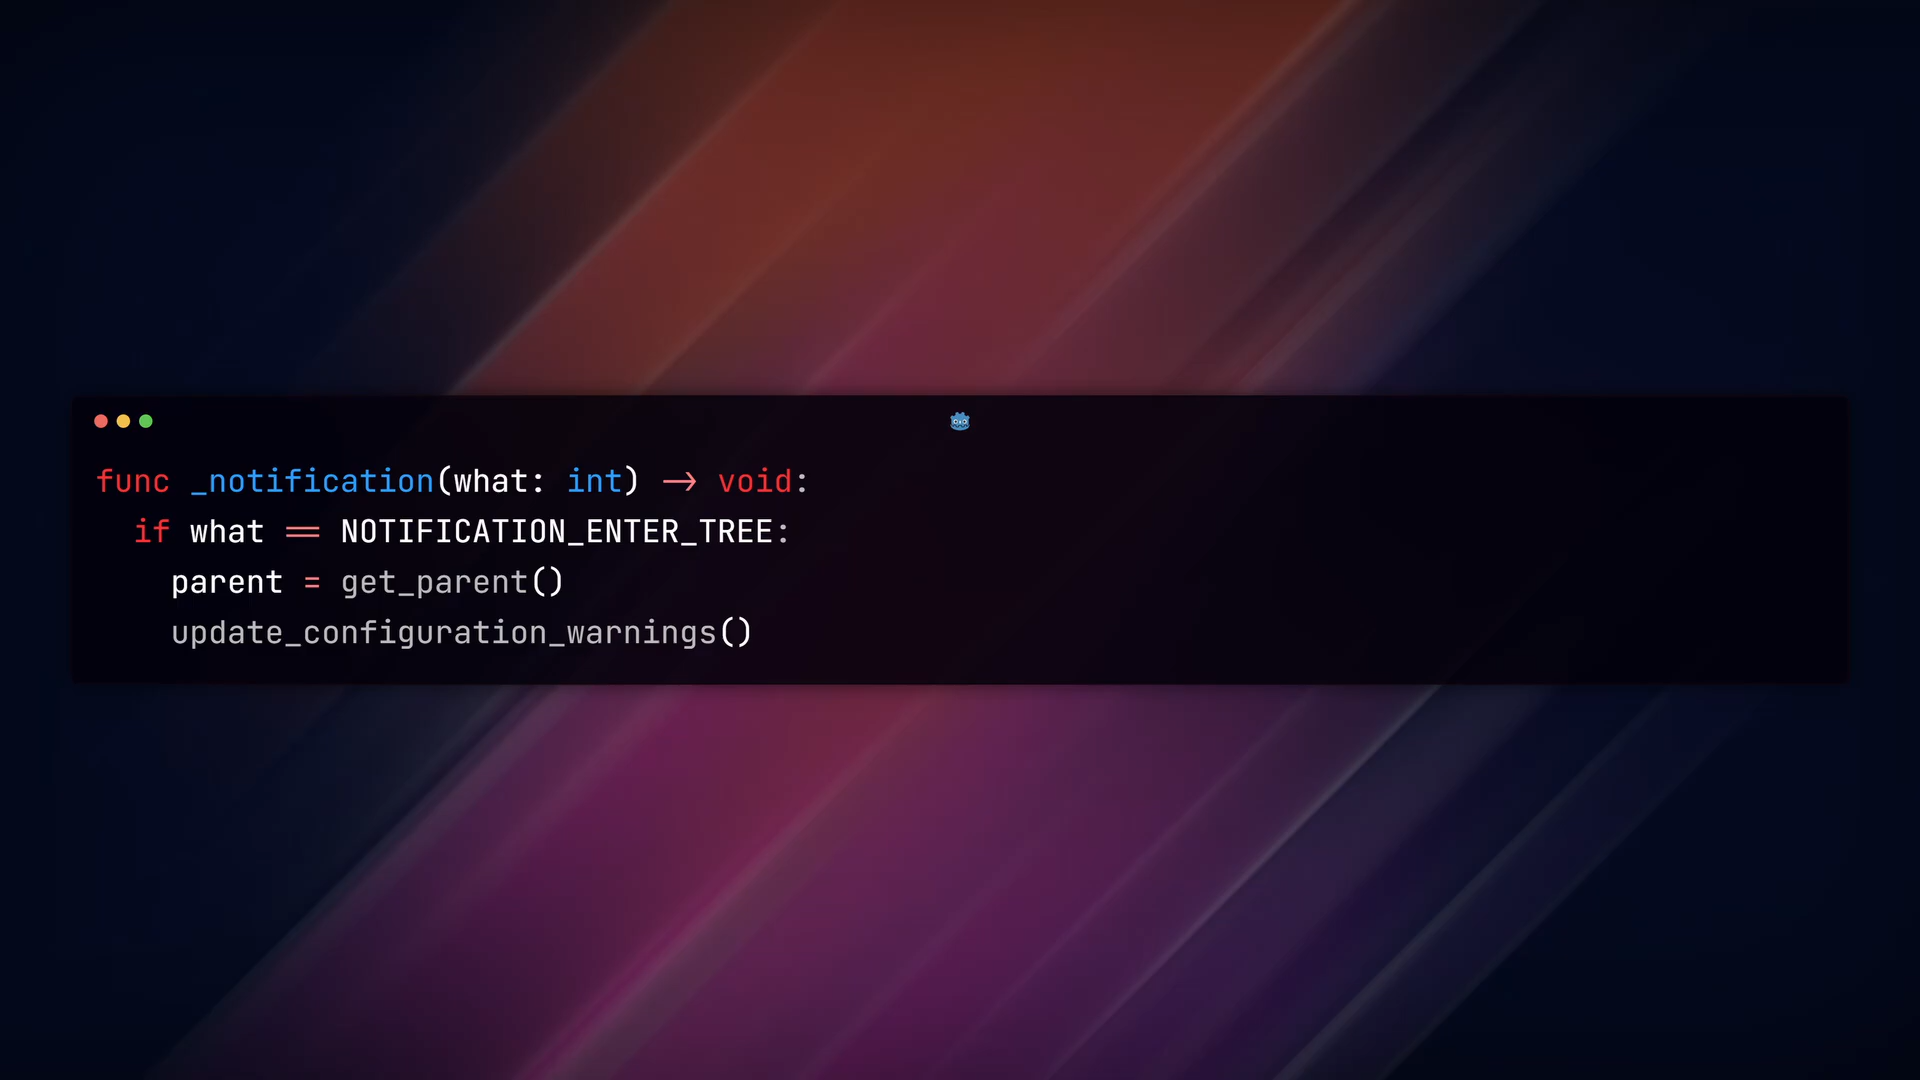 func _notification(what: int) -> void:
  if what == NOTIFICATION_ENTER_TREE:
    parent = get_parent()
    update_configuration_warnings()